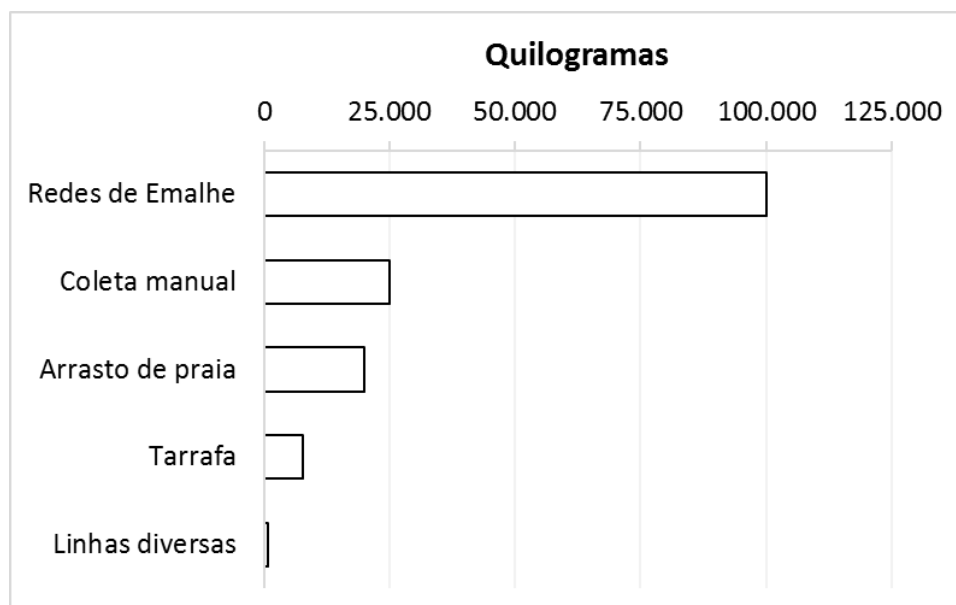 Quilogramas
0 25.000 50.000 75.000 100.000 125.000
Redes de Emalhe
Coleta manual
Arrasto de praia
Tarrafa
Linhas diversas